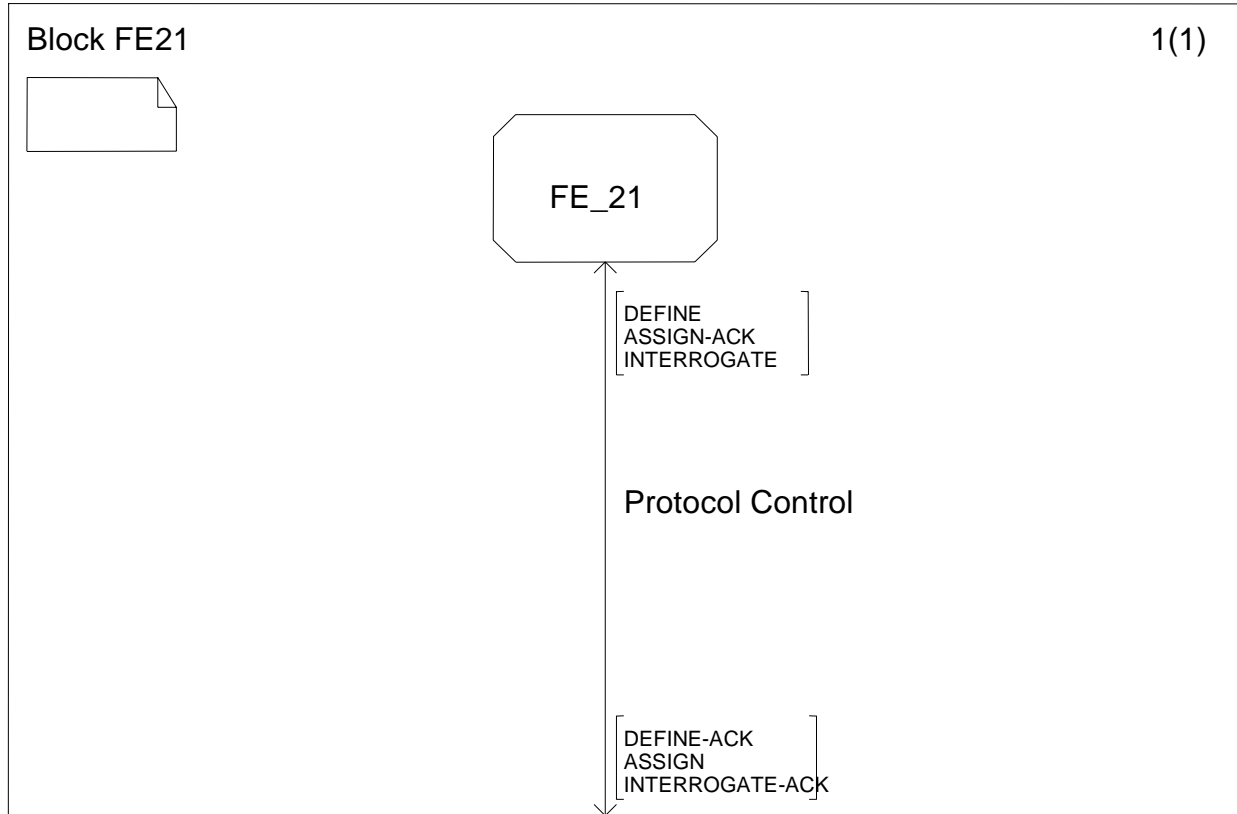 Block FE21
1(1)
FE_21
DEFINE
ASSIGN-ACK
INTERROGATE
Protocol Control
DEFINE-ACK
ASSIGN
INTERROGATE-ACK